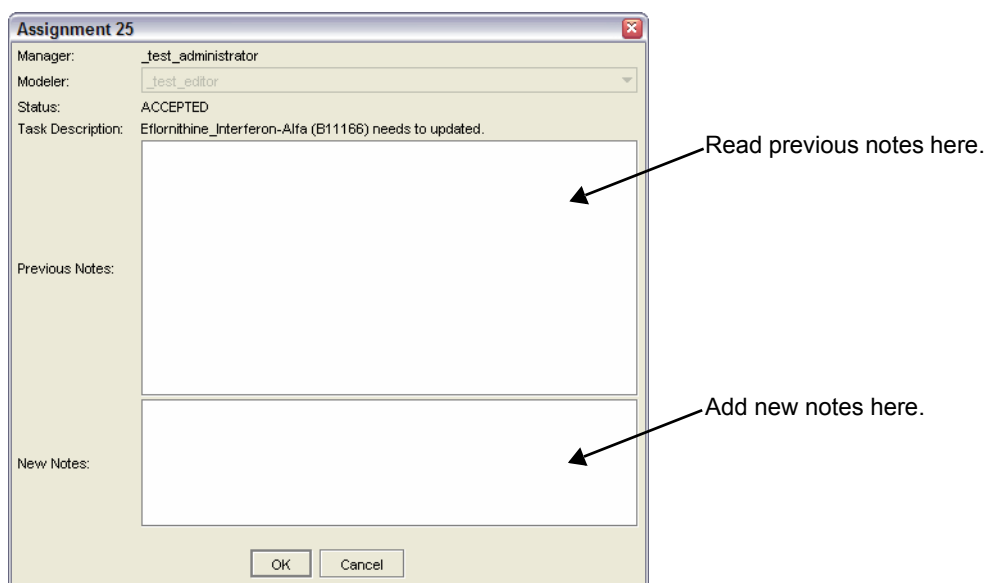 Assignment 25
Manager: _test_administrator
Modeler: _test_editor
Status: ACCEPTED
Task Description: Eflornithine_Interferon-Alfa (B11166) needs to updated.
Read previous notes here.
Previous Notes:
Add new notes here.
New Notes:
OK Cancel